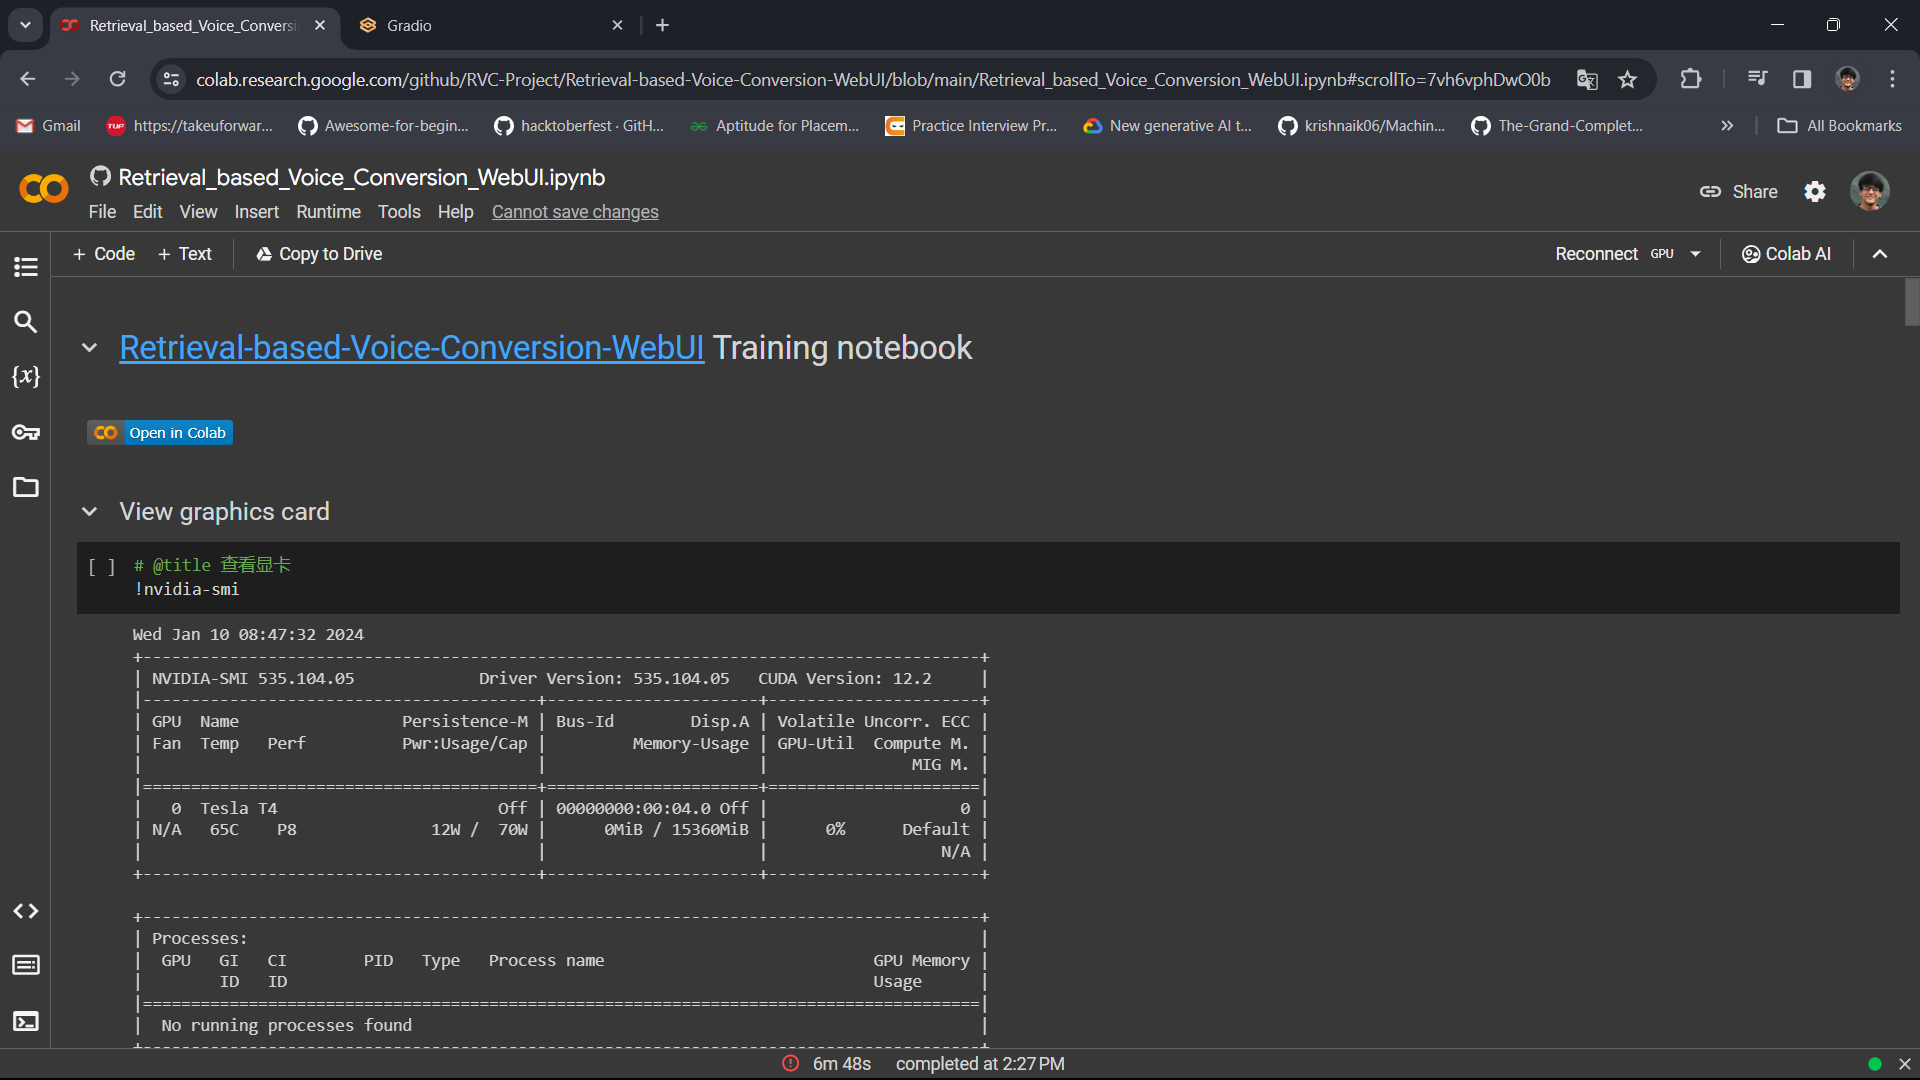 Retrieval_based_Voice_Conversi
Gradio
colab.research.google.com/github/RVC-Project/Retrieval-based-Voice-Conversion-WebUI/blob/main/Retrieval_based_Voice_Conversion_WebUI.ipynb#scrollTo=7vh6vphDwO0b
Gmail
https://takeuforwar...
Awesome-for-begin...
hacktoberfest · GitH...
Aptitude for Placem...
Practice Interview Pr...
New generative AI t...
krishnaik06/Machin...
The-Grand-Complet...
All Bookmarks
Retrieval_based_Voice_Conversion_WebUI.ipynb
File Edit View Insert Runtime Tools Help Cannot save changes
Share
+ Code + Text Copy to Drive
Reconnect GPU Colab AI
Retrieval-based-Voice-Conversion-WebUI Training notebook
Open in Colab
View graphics card
[ ] # @title 查看显卡
!nvidia-smi
Wed Jan 10 08:47:32 2024
+---------------------------------------------------------------------------------------+
| NVIDIA-SMI 535.104.05             Driver Version: 535.104.05   CUDA Version: 12.2     |
|-----------------------------------------+----------------------+----------------------+
| GPU  Name                 Persistence-M | Bus-Id        Disp.A | Volatile Uncorr. ECC |
| Fan  Temp   Perf          Pwr:Usage/Cap |         Memory-Usage | GPU-Util  Compute M. |
|                                         |                      |               MIG M. |
|=========================================+======================+======================|
|   0  Tesla T4                       Off | 00000000:00:04.0 Off |                    0 |
| N/A   65C    P8              12W /  70W |      0MiB / 15360MiB |      0%      Default |
|                                         |                      |                  N/A |
+-----------------------------------------+----------------------+----------------------+
+---------------------------------------------------------------------------------------+
| Processes:                                                                            |
|  GPU   GI   CI        PID   Type   Process name                            GPU Memory |
|        ID   ID                                                             Usage      |
|=======================================================================================|
|  No running processes found                                                           |
+---------------------------------------------------------------------------------------+
6m 48s completed at 2:27 PM